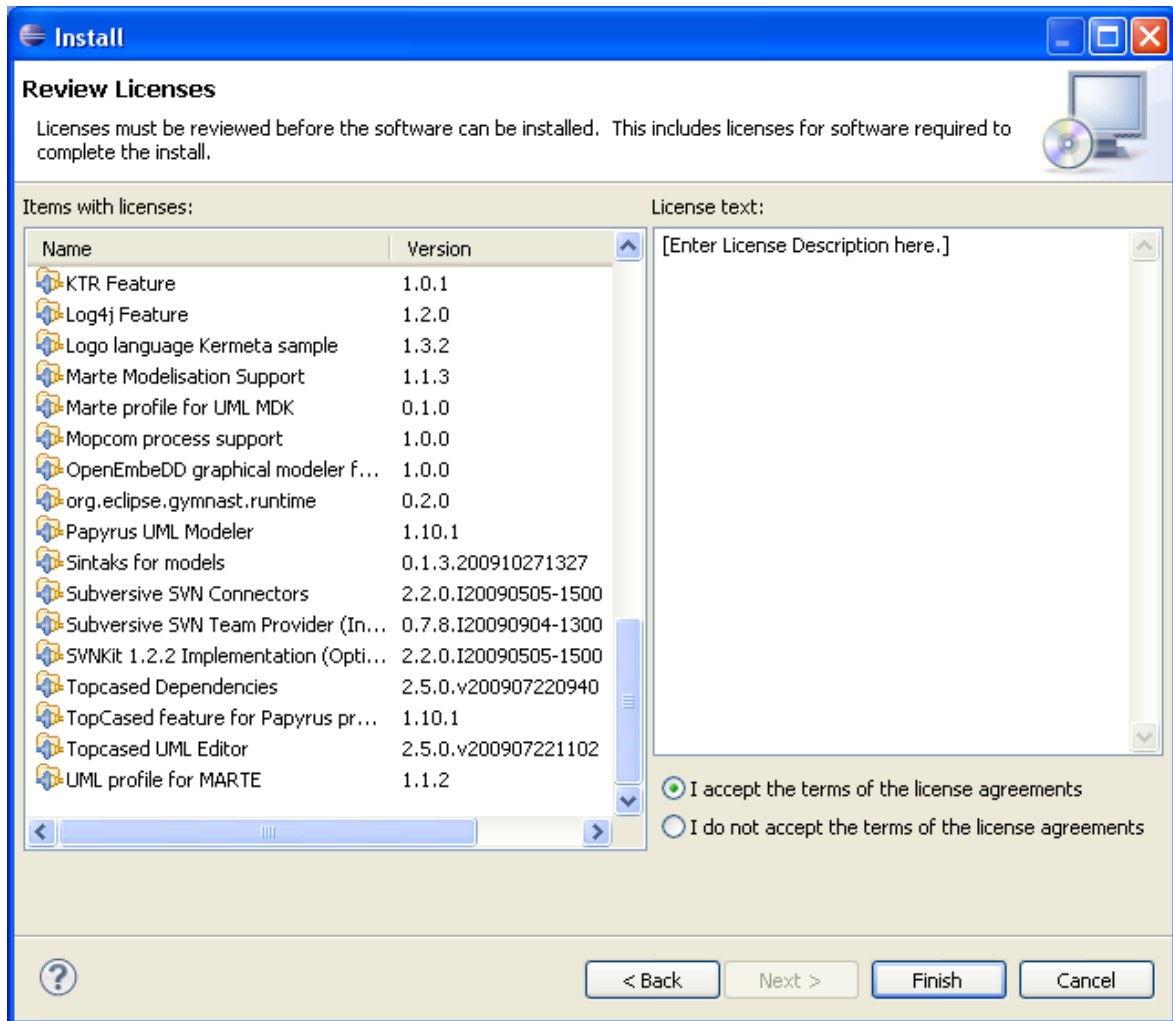 Install
Review Licenses
Licenses must be reviewed before the software can be installed.  This includes licenses for software required to
complete the install.
Items with licenses:
Name Version
KTR Feature 1.0.1
Log4j Feature 1.2.0
Logo language Kermeta sample 1.3.2
Marte Modelisation Support 1.1.3
Marte profile for UML MDK 0.1.0
Mopcom process support 1.0.0
OpenEmbeDD graphical modeler f... 1.0.0
org.eclipse.gymnast.runtime 0.2.0
Papyrus UML Modeler 1.10.1
Sintaks for models 0.1.3.200910271327
Subversive SVN Connectors 2.2.0.I20090505-1500
Subversive SVN Team Provider (In... 0.7.8.I20090904-1300
SVNKit 1.2.2 Implementation (Opti... 2.2.0.I20090505-1500
Topcased Dependencies 2.5.0.v200907220940
TopCased feature for Papyrus pr... 1.10.1
Topcased UML Editor 2.5.0.v200907221102
UML profile for MARTE 1.1.2
License text:
[Enter License Description here.]
I accept the terms of the license agreements
I do not accept the terms of the license agreements
? < Back Next > Finish Cancel